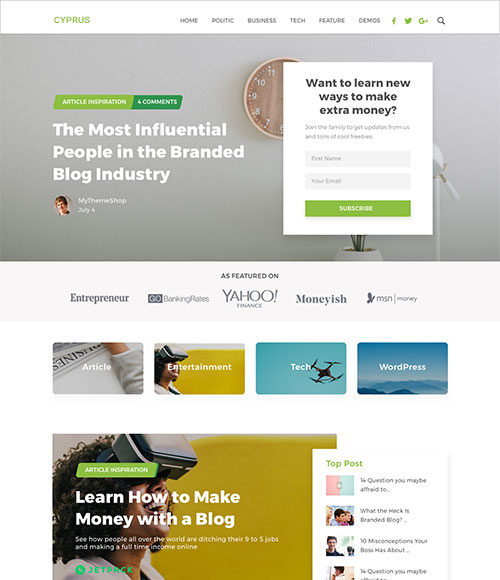 CYPRUS
HOME POLITIC BUSINESS TECH FEATURE DEMOS
ARTICLE INSPIRATION 4 COMMENTS
The Most Influential
People in the Branded
Blog Industry
MyThemeShop
July 4
Want to learn new
ways to make
extra money?
Join the family to get updates from us
and tons of cool freebies.
First Name
Your Email
SUBSCRIBE
AS FEATURED ON
Entrepreneur GOBankingRates YAHOO! FINANCE Moneyish msn money
BUSINESS
Article Entertainment Tech WordPress
ARTICLE INSPIRATION
Learn How to Make
Money with a Blog
See how people all over the world are ditching their 9 to 5 jobs
and making a full time income online
JETPACK
Top Post
14 Question you maybe
affraid to...
What the Heck Is
Branded Blog? ...
10 Misconceptions Your
Boss Has About ...
14 Question you maybe
affraid to...